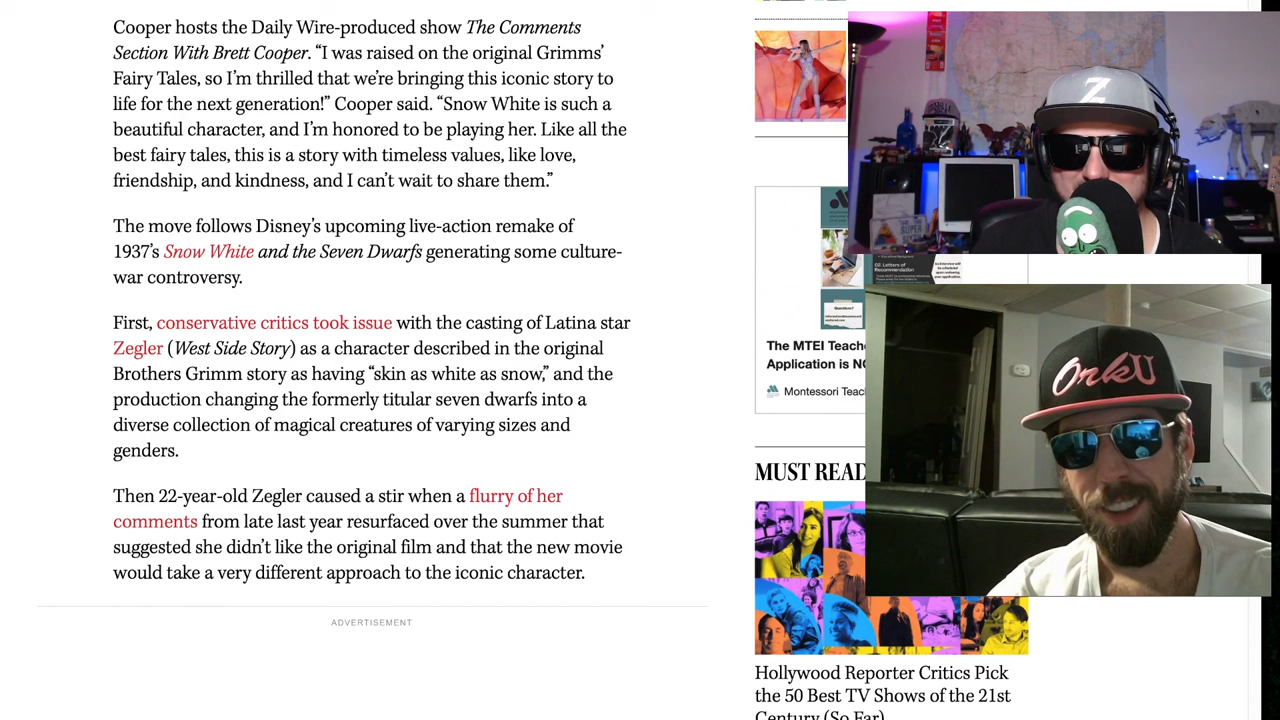 Cooper hosts the Daily Wire-produced show The Comments
Section With Brett Cooper. “I was raised on the original Grimms’
Fairy Tales, so I’m thrilled that we’re bringing this iconic story to
life for the next generation!” Cooper said. “Snow White is such a
beautiful character, and I’m honored to be playing her. Like all the
best fairy tales, this is a story with timeless values, like love,
friendship, and kindness, and I can’t wait to share them.”
The move follows Disney’s upcoming live-action remake of
1937’s Snow White and the Seven Dwarfs generating some culture-
war controversy.
First, conservative critics took issue with the casting of Latina star
Zegler (West Side Story) as a character described in the original
Brothers Grimm story as having “skin as white as snow,” and the
production changing the formerly titular seven dwarfs into a
diverse collection of magical creatures of varying sizes and
genders.
Then 22-year-old Zegler caused a stir when a flurry of her
comments from late last year resurfaced over the summer that
suggested she didn’t like the original film and that the new movie
would take a very different approach to the iconic character.
ADVERTISEMENT
02. Letters of
Recommendation
The MTEI Teach
Application is NO
Montessori Teac
MUST READ
Hollywood Reporter Critics Pick
the 50 Best TV Shows of the 21st
Century (So Far)
Z
THE
SUPER
OrkU